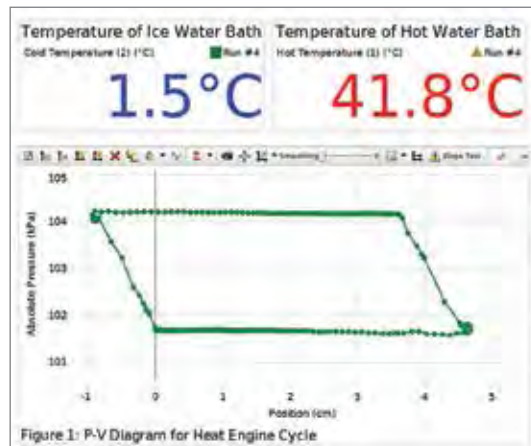 Temperature of Ice Water Bath
Cold Temperature (2) (°C) Run #4
1.5°C
Temperature of Hot Water Bath
Hot Temperature (1) (°C) Run #4
41.8°C
Smoothing
Slope Tool
Absolute Pressure (kPa)
105
104
103
102
101
-1 0 1 2 3 4 5
Position (cm)
Figure 1: P-V Diagram for Heat Engine Cycle